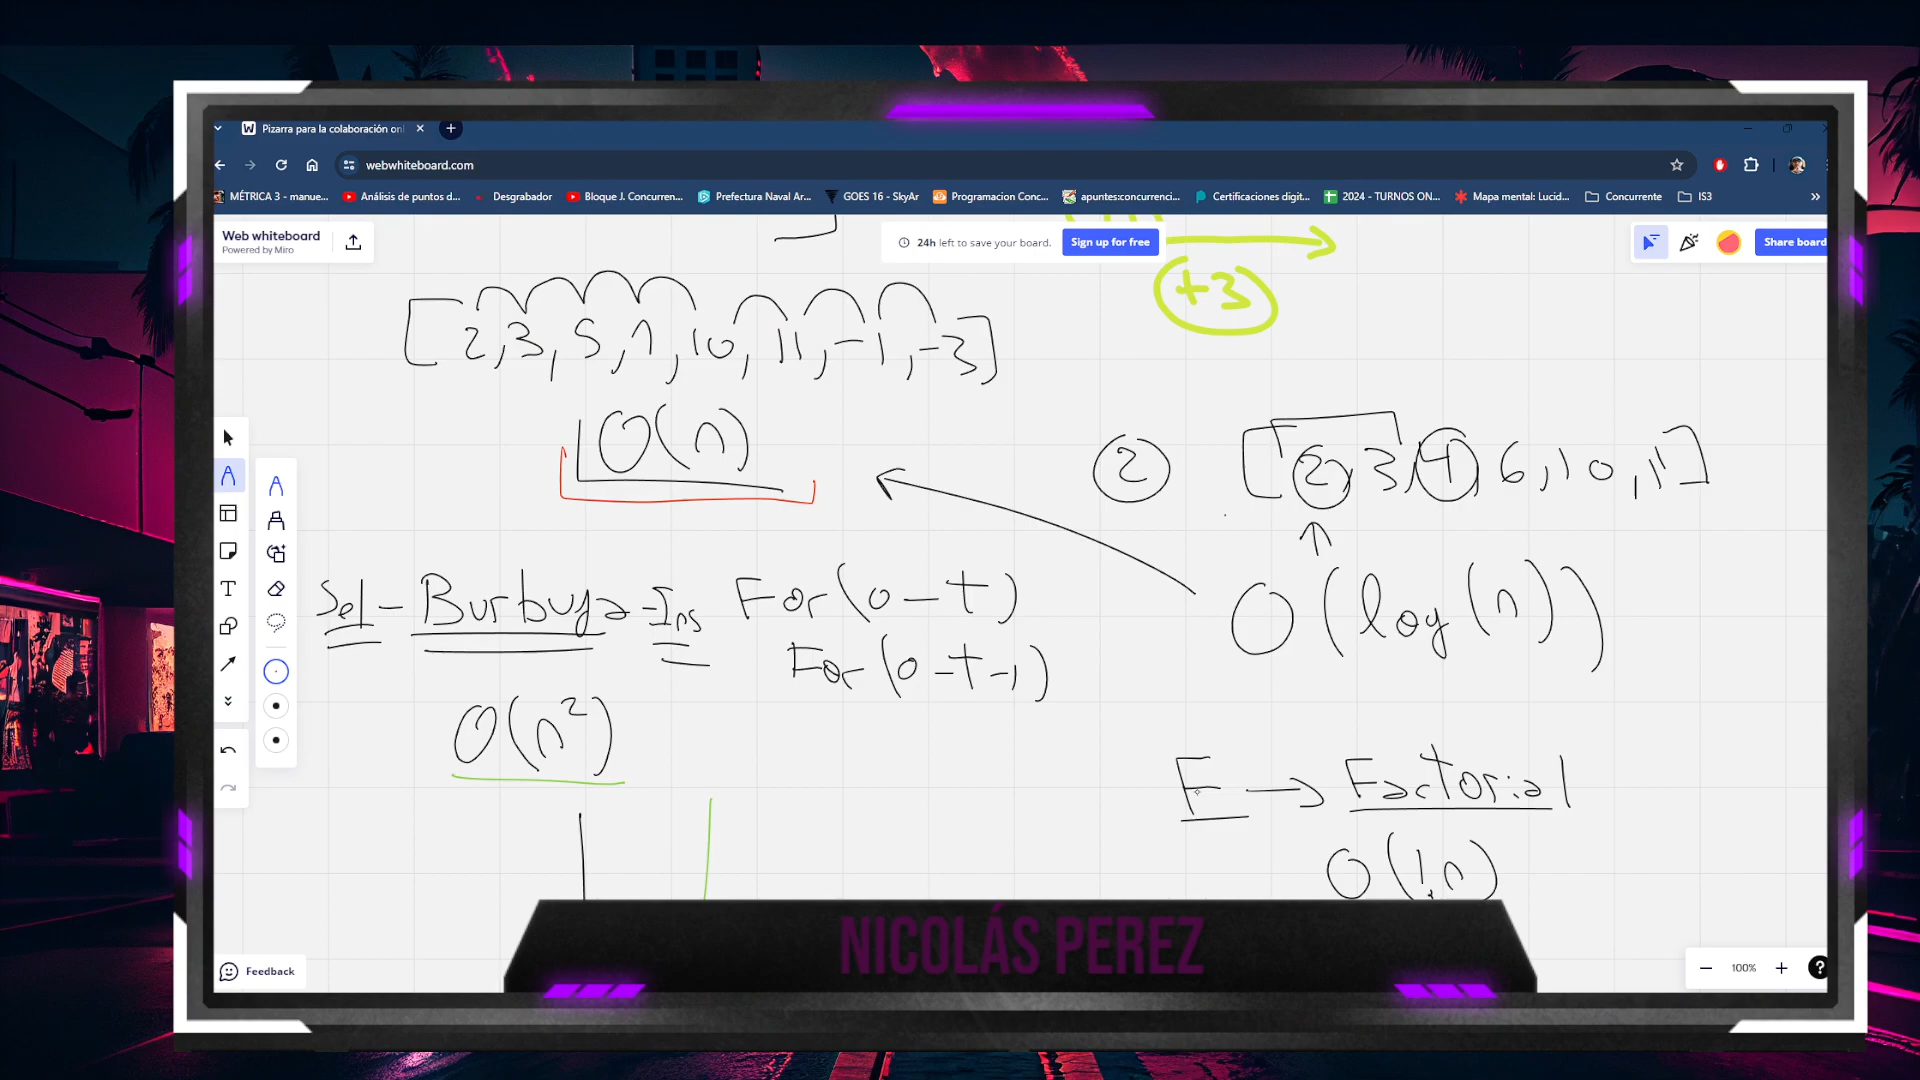 Pizarra para la colaboración onl
webwhiteboard.com
MÉTRICA 3 - manue...
Análisis de puntos d...
Desgrabador
Bloque J. Concurren...
Prefectura Naval Ar...
GOES 16 - SkyAr
Programacion Conc...
apuntes:concurrenci...
Certificaciones digit...
2024 - TURNOS ON...
Mapa mental: Lucid...
Concurrente
IS3
»
Web whiteboard
Powered by Miro
24h left to save your board.
Sign up for free
Share board
+3
[2,3,5,1,10,11,-1,-3]
O(n)
2 [2,3,4,6,10,11]
Sel - Burbuja - Ins
For(0-t)
For(0-t-1)
O(log(n))
O(n²)
F → Factorial
O(!n)
NICOLÁS PEREZ
Feedback
100%